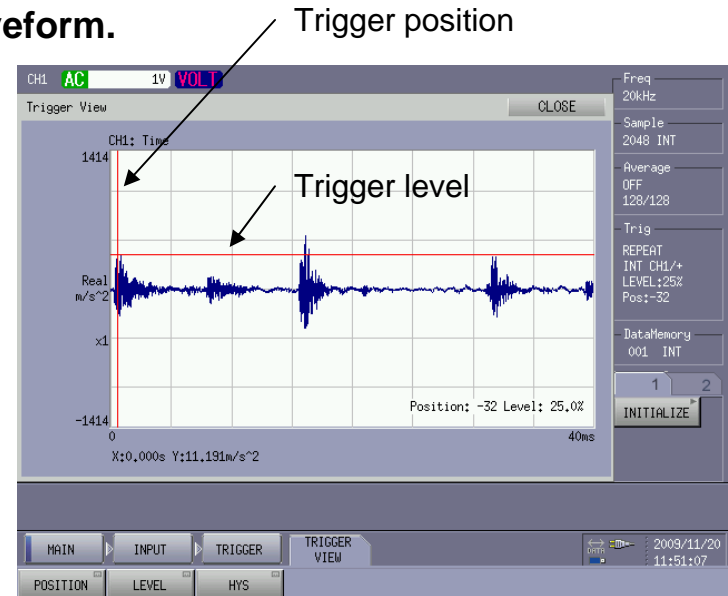 veform.
Trigger position
CH1 AC 1V VOLT
Trigger View CLOSE
CH1: Time
1414
Trigger level
Real
m/s^2
x1
-1414
Position: -32 Level: 25.0%
0 40ms
X:0.000s Y:11.191m/s^2
Freq
20kHz
Sample
2048 INT
Average
OFF
128/128
Trig
REPEAT
INT CH1/+
LEVEL:25%
Pos:-32
DataMemory
001 INT
1 2
INITIALIZE
MAIN INPUT TRIGGER TRIGGER VIEW
DATA
2009/11/20
11:51:07
POSITION LEVEL HYS